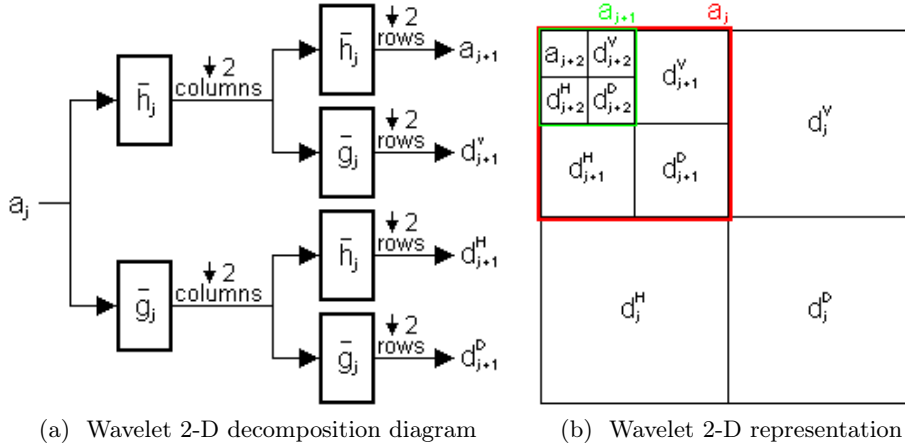 a_j
h̄_j
↓2
columns
h̄_j
↓2
rows
a_{j+1}
ḡ_j
↓2
rows
d^v_{j+1}
ḡ_j
↓2
columns
h̄_j
↓2
rows
d^H_{j+1}
ḡ_j
↓2
rows
d^D_{j+1}
(a) Wavelet 2-D decomposition diagram
a_{j+1} a_j
a_{j+2} d^V_{j+2} d^V_{j+1} d^V_j
d^H_{j+2} d^D_{j+2}
d^H_{j+1} d^D_{j+1}
d^H_j d^D_j
(b) Wavelet 2-D representation